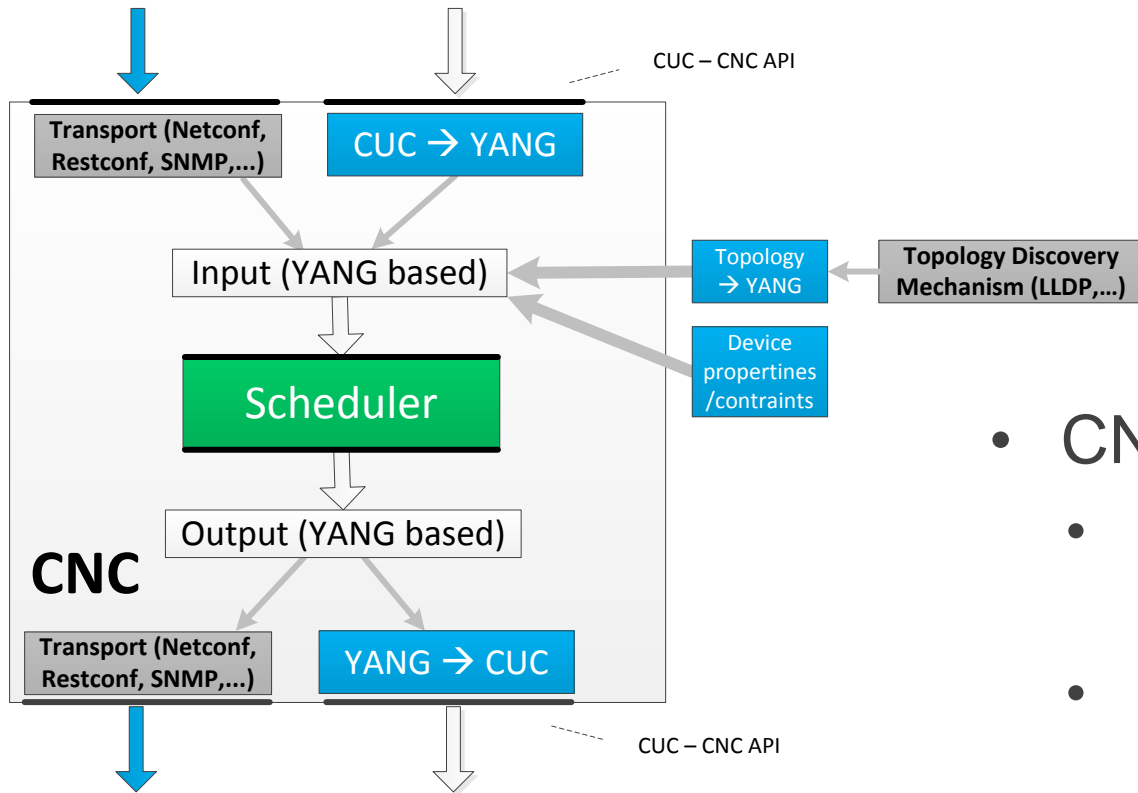 CUC – CNC API
Transport (Netconf,
Restconf, SNMP,...)
CUC → YANG
Input (YANG based)
Topology
→ YANG
Topology Discovery
Mechanism (LLDP,...)
Device
propertines
/contraints
Scheduler
• CN
•
•
Output (YANG based)
CNC
Transport (Netconf,
Restconf, SNMP,...)
YANG → CUC
CUC – CNC API